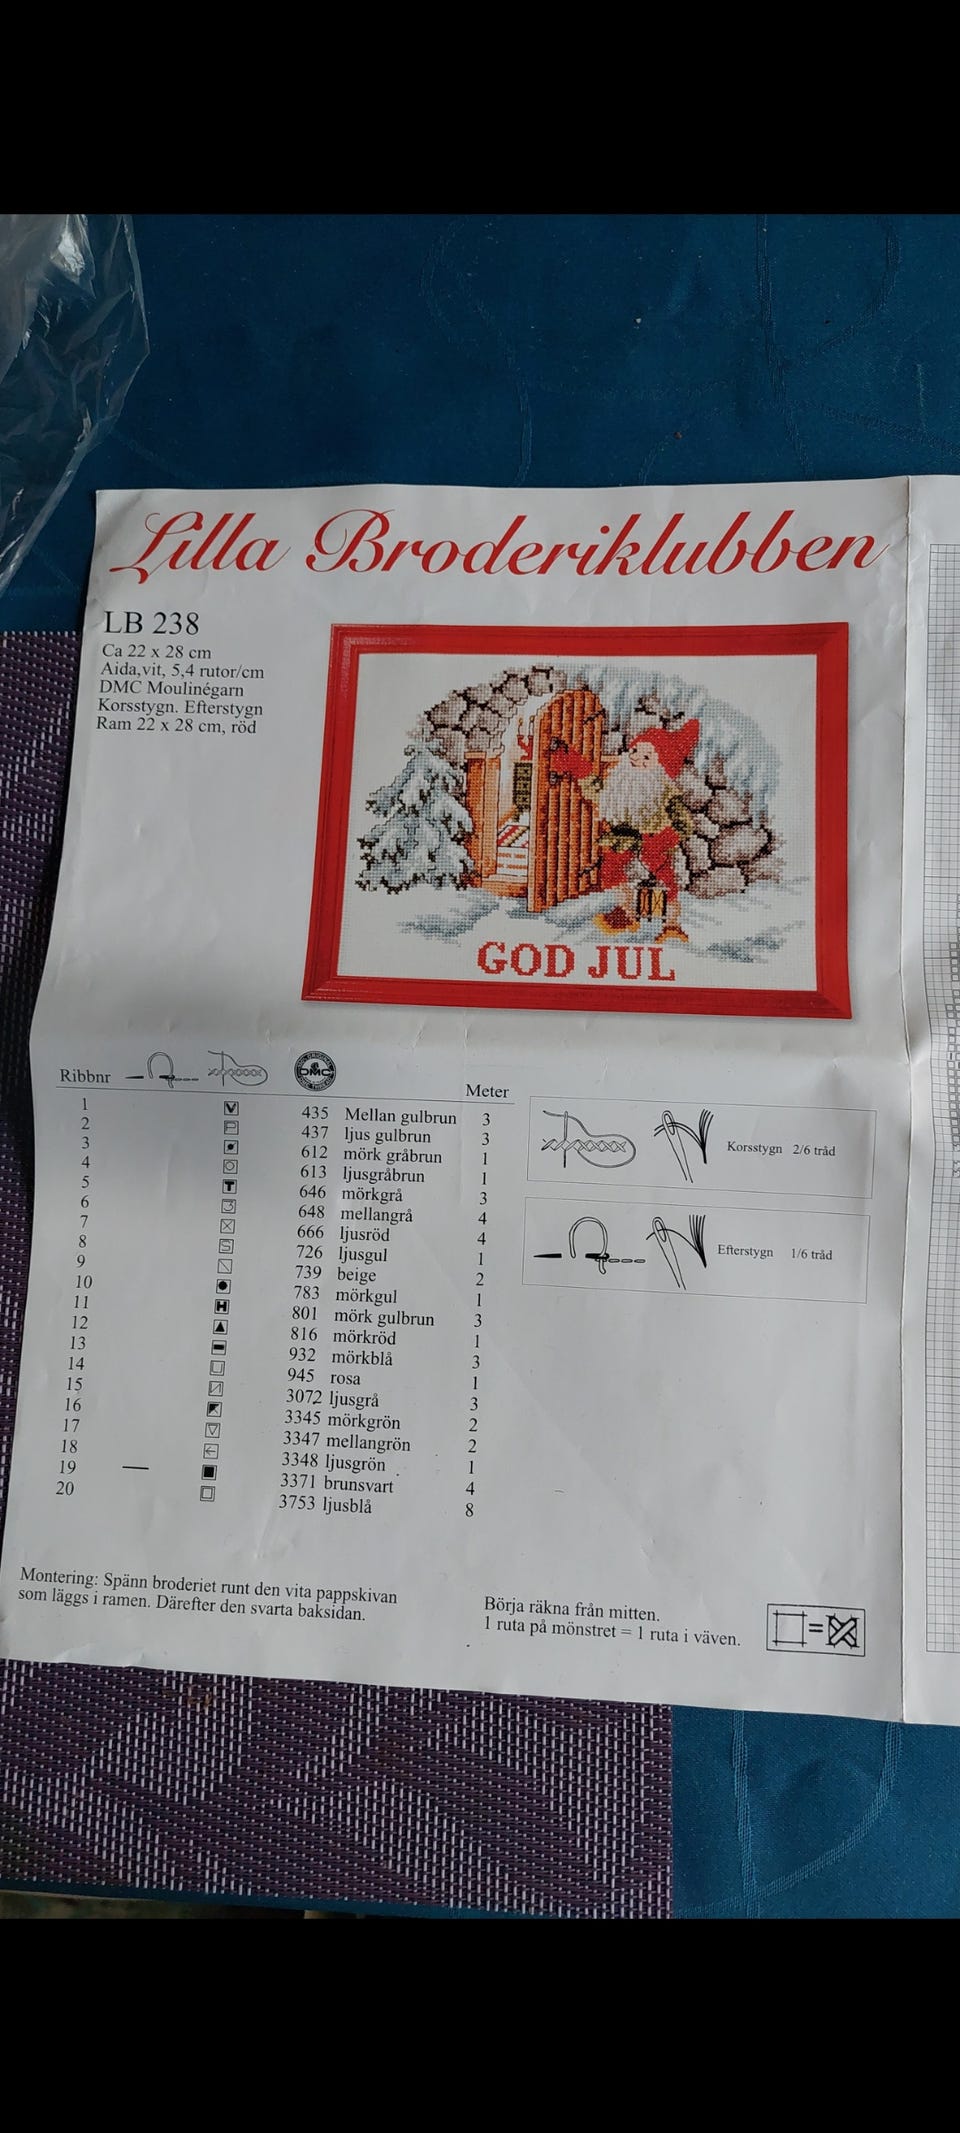 Lilla Broderiklubben
LB 238
Ca 22 x 28 cm
Aida,vit, 5,4 rutor/cm
DMC Moulinégarn
Korsstygn. Efterstygn
Ram 22 x 28 cm, röd
GOD JUL
Ribbnr DMC Meter
1 435 Mellan gulbrun 3
2 437 ljus gulbrun 3
3 612 mörk gråbrun 1
4 613 ljusgråbrun 1
5 646 mörkgrå 3
6 648 mellangrå 4
7 666 ljusröd 4
8 726 ljusgul 1
9 739 beige 2
10 783 mörkgul 1
11 801 mörk gulbrun 3
12 816 mörkröd 1
13 932 mörkblå 3
14 945 rosa 1
15 3072 ljusgrå 3
16 3345 mörkgrön 2
17 3347 mellangrön 2
18 3348 ljusgrön 1
19 3371 brunsvart 4
20 3753 ljusblå 8
Korsstygn 2/6 tråd
Efterstygn 1/6 tråd
Montering: Spänn broderiet runt den vita pappskivan
som läggs i ramen. Därefter den svarta baksidan.
Börja räkna från mitten.
1 ruta på mönstret = 1 ruta i väven.